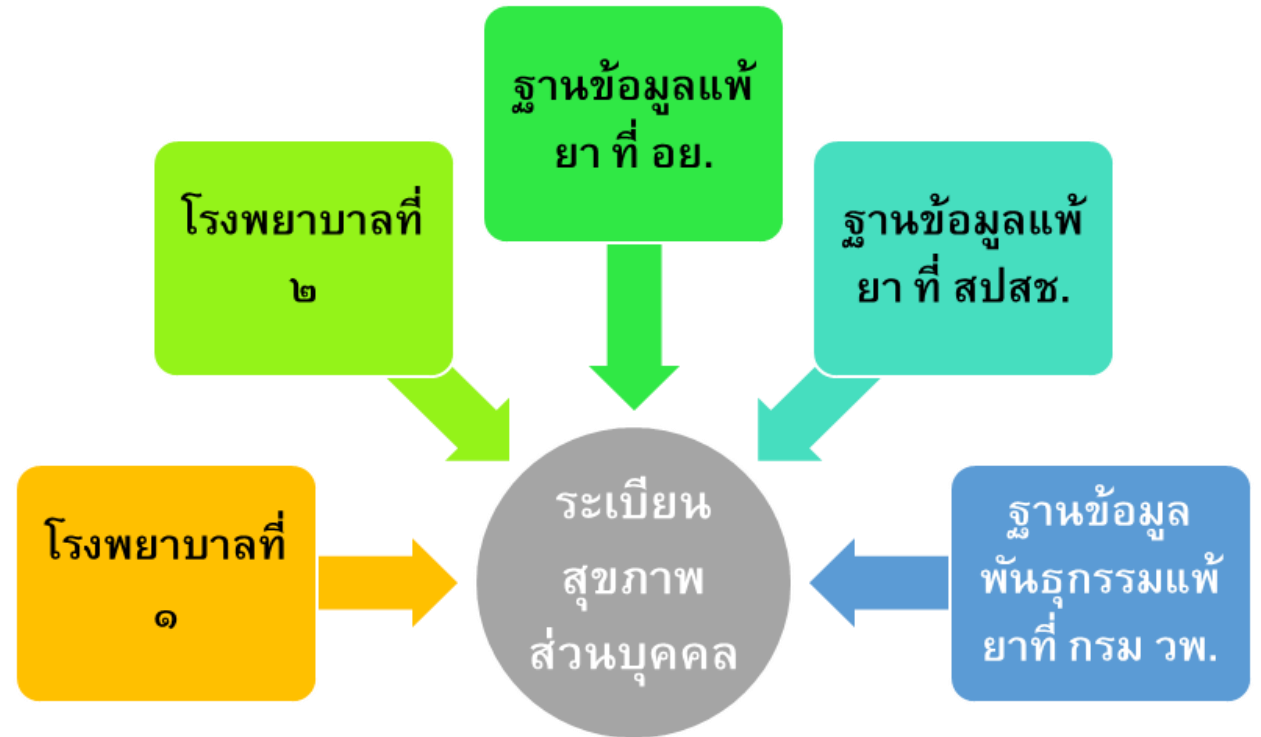 ฐานข้อมูลแพ้
ยา ที่ อย.
โรงพยาบาลที่
๒
ฐานข้อมูลแพ้
ยา ที่ สปสช.
โรงพยาบาลที่
๑
ระเบียน
สุขภาพ
ส่วนบุคคล
ฐานข้อมูล
พันธุกรรมแพ้
ยาที่ กรม วพ.